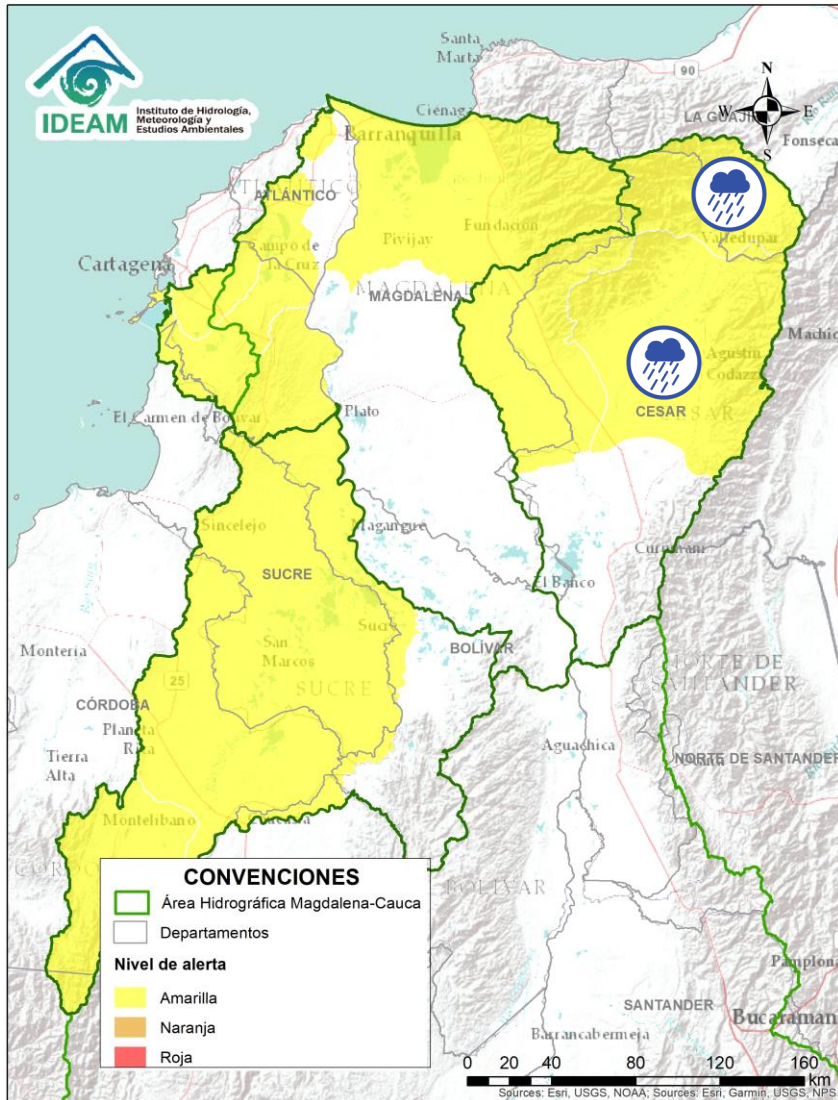 IDEAM
Instituto de Hidrología,
Meteorología y
Estudios Ambientales
Santa
Marta
90
N
W
E
S
LA GUAJIRA
Ciénaga
Barranquilla
Fonseca
ATLÁNTICO
ATLÁNTICO
Fundación
Valledupar
Pivijay
Campo de
la Cruz
Cartagena
MAGDALENA
MAGDALENA
Agustín
Codazzi
CESAR
Plato
El Carmen de Bolívar
Sincelejo
Magangue
Curumaní
SUCRE
El Banco
Sucre
San
Marcos
BOLÍVAR
Montería
25
SUCRE
NORTE DE
SANTANDER
CÓRDOBA
Planeta
Rica
Aguachica
Tierra
Alta
NORTE DE SANTANDER
Montelíbano
BOLÍVAR
CONVENCIONES
Área Hidrográfica Magdalena-Cauca
Departamentos
Nivel de alerta
Amarilla
Naranja
Roja
Pamplona
SANTANDER
Bucaraman
Barrancabermeja
0 20 40 80 120 160
km
Sources: Esri, USGS, NOAA; Sources: Esri, Garmin, USGS, NPS